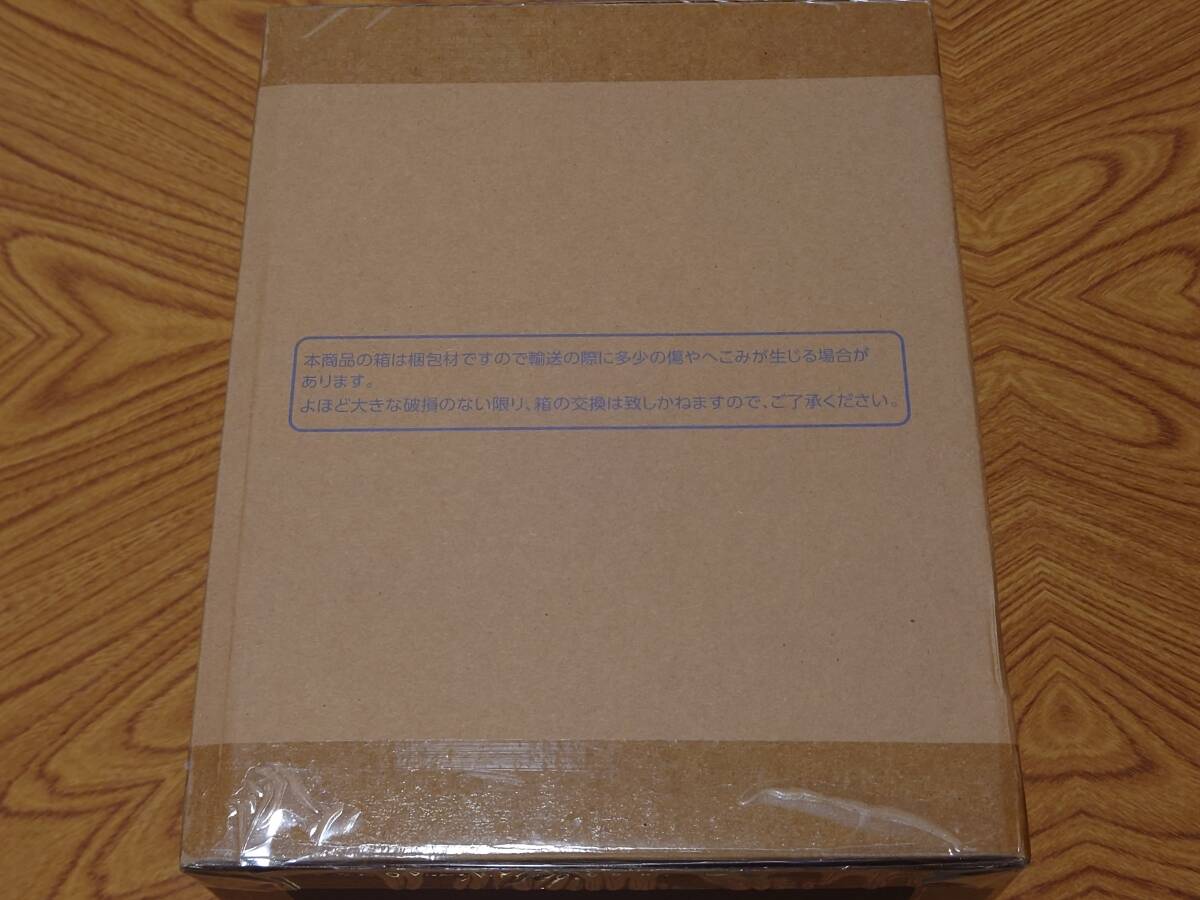 本商品の箱は梱包材ですので輸送の際に多少の傷やへこみが生じる場合が
あります。
よほど大きな破損のない限り、箱の交換は致しかねますので、ご了承ください。